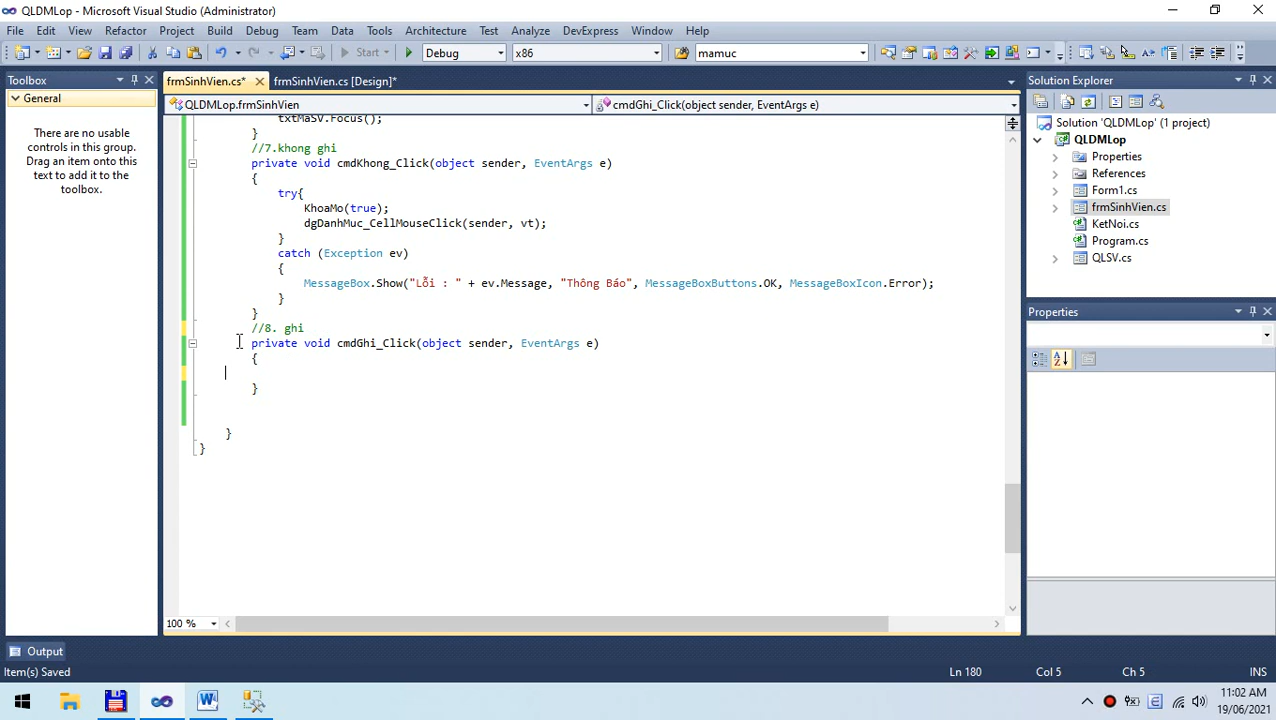 QLDMLop - Microsoft Visual Studio (Administrator)
File Edit View Refactor Project Build Debug Team Data Tools Architecture Test Analyze DevExpress Window Help
Start Debug x86 mamuc
Toolbox
General
There are no usable
controls in this group.
Drag an item onto this
text to add it to the
toolbox.
frmSinhVien.cs* frmSinhVien.cs [Design]*
QLDMLop.frmSinhVien cmdGhi_Click(object sender, EventArgs e)
txtMaSV.Focus();
}
//7.khong ghi
private void cmdKhong_Click(object sender, EventArgs e)
{
try{
KhoaMo(true);
dgDanhMuc_CellMouseClick(sender, vt);
}
catch (Exception ev)
{
MessageBox.Show("Lỗi : " + ev.Message, "Thông Báo", MessageBoxButtons.OK, MessageBoxIcon.Error);
}
}
//8. ghi
private void cmdGhi_Click(object sender, EventArgs e)
{
}
}
}
100 %
Solution Explorer
Solution 'QLDMLop' (1 project)
QLDMLop
Properties
References
Form1.cs
frmSinhVien.cs
KetNoi.cs
Program.cs
QLSV.cs
Properties
Output
Item(s) Saved Ln 180 Col 5 Ch 5 INS
11:02 AM
19/06/2021